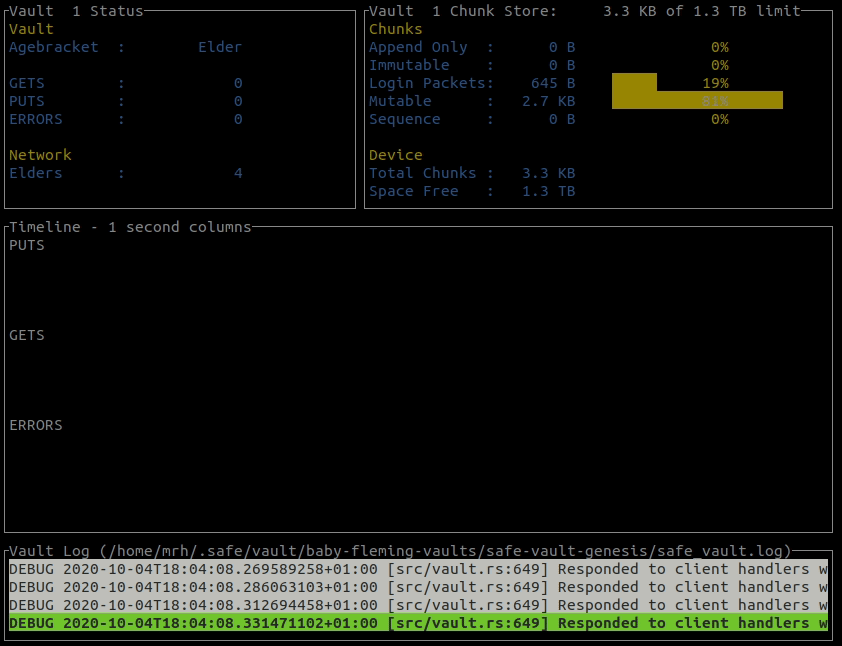 Vault  1 Status
Vault
Agebracket  :  Elder
GETS  :  0
PUTS  :  0
ERRORS  :  0
Network
Elders  :  4
Vault  1 Chunk Store:  3.3 KB of 1.3 TB limit
Chunks
Append Only  :  0 B  0%
Immutable  :  0 B  0%
Login Packets:  645 B  19%
Mutable  :  2.7 KB  81%
Sequence  :  0 B  0%
Device
Total Chunks :  3.3 KB
Space Free  :  1.3 TB
Timeline - 1 second columns
PUTS
GETS
ERRORS
Vault Log (/home/mrh/.safe/vault/baby-fleming-vaults/safe-vault-genesis/safe_vault.log)
DEBUG 2020-10-04T18:04:08.269589258+01:00 [src/vault.rs:649] Responded to client handlers w
DEBUG 2020-10-04T18:04:08.286063103+01:00 [src/vault.rs:649] Responded to client handlers w
DEBUG 2020-10-04T18:04:08.312694458+01:00 [src/vault.rs:649] Responded to client handlers w
DEBUG 2020-10-04T18:04:08.331471102+01:00 [src/vault.rs:649] Responded to client handlers w